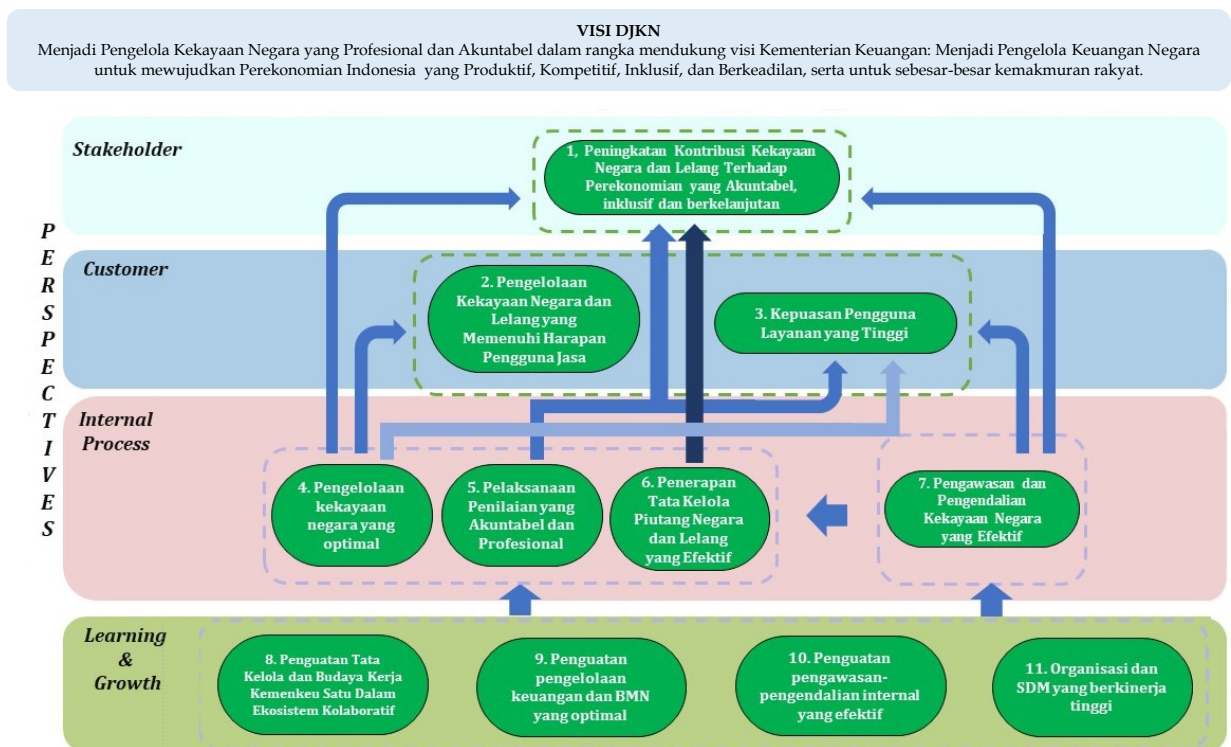 VISI DJKN
Menjadi Pengelola Kekayaan Negara yang Profesional dan Akuntabel dalam rangka mendukung visi Kementerian Keuangan: Menjadi Pengelola Keuangan Negara
untuk mewujudkan Perekonomian Indonesia yang Produktif, Kompetitif, Inklusif, dan Berkeadilan, serta untuk sebesar-besar kemakmuran rakyat.
PERSPECTIVES
Stakeholder
1, Peningkatan Kontribusi Kekayaan
Negara dan Lelang Terhadap
Perekonomian yang Akuntabel,
inklusif dan berkelanjutan
Customer
2. Pengelolaan
Kekayaan Negara dan
Lelang yang
Memenuhi Harapan
Pengguna Jasa
3. Kepuasan Pengguna
Layanan yang Tinggi
Internal
Process
4. Pengelolaan
kekayaan
negara yang
optimal
5. Pelaksanaan
Penilaian yang
Akuntabel dan
Profesional
6. Penerapan
Tata Kelola
Piutang Negara
dan Lelang
yang Efektif
7. Pengawasan dan
Pengendalian
Kekayaan Negara
yang Efektif
Learning
&
Growth
8. Penguatan Tata
Kelola dan Budaya Kerja
Kemenkeu Satu Dalam
Ekosistem Kolaboratif
9. Penguatan
pengelolaan
keuangan dan BMN
yang optimal
10. Penguatan
pengawasan-
pengendalian internal
yang efektif
11. Organisasi dan
SDM yang berkinerja
tinggi